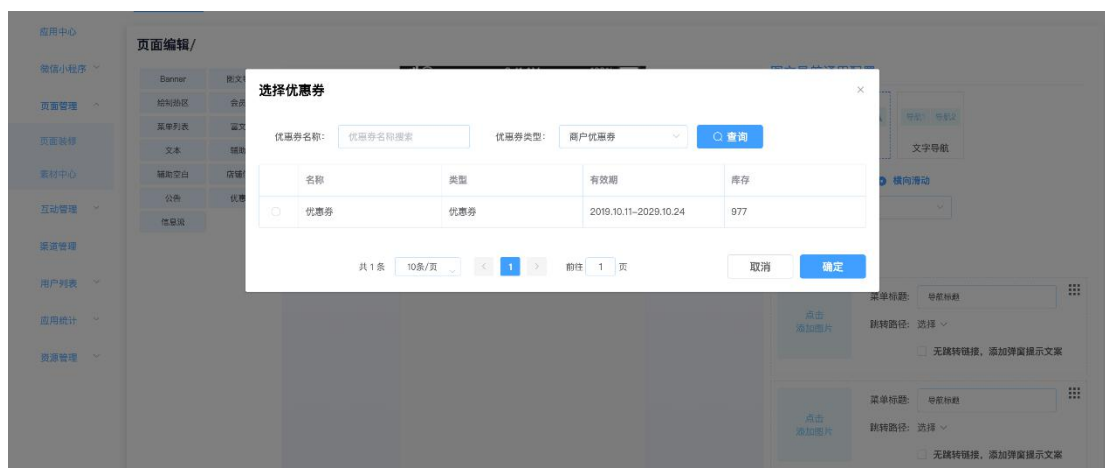 应用中心
微信小程序
页面管理
页面装修
素材中心
互动管理
渠道管理
用户列表
应用统计
资源管理
页面编辑/
Banner
绘制热区
菜单列表
文本
辅助空白
公告
信息流
选择优惠券
优惠券名称: 优惠券名称搜索 优惠券类型: 商户优惠券 查询
名称 类型 有效期 库存
优惠券 优惠券 2019.10.11-2029.10.24 977
共 1 条 10条/页 1 前往 1 页
取消 确定
导航1 导航2
文字导航
横向滑动
点击
添加图片
菜单标题: 导航标题
跳转路径: 选择
无跳转链接,添加弹窗提示文案
点击
添加图片
菜单标题: 导航标题
跳转路径: 选择
无跳转链接,添加弹窗提示文案